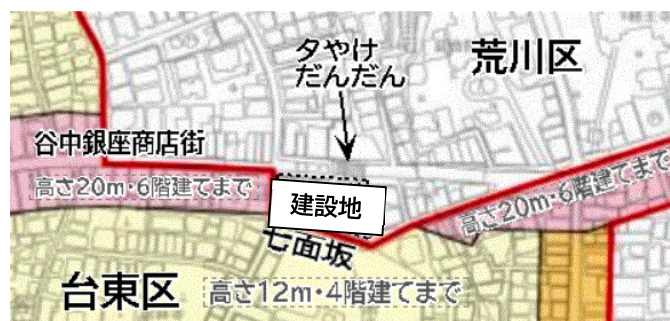 夕やけ
だんだん
荒川区
谷中銀座商店街
高さ20m・6階建てまで
建設地
高さ20m・6階建てまで
七面坂
台東区
高さ12m・4階建てまで